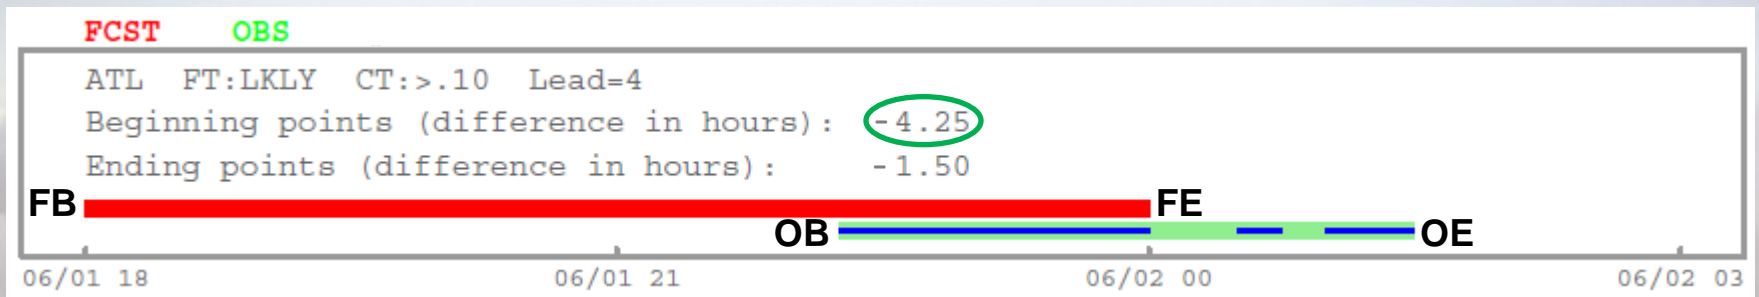 FCST OBS
ATL FT:LKLY CT:>.10 Lead=4
Beginning points (difference in hours): -4.25
Ending points (difference in hours): -1.50
FB FE
OB OE
06/01 18 06/01 21 06/02 00 06/02 03